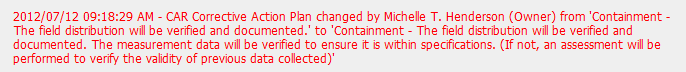 2012/07/12 09:18:29 AM - CAR Corrective Action Plan changed by Michelle T. Henderson (Owner) from 'Containment -
The field distribution will be verified and documented.' to 'Containment - The field distribution will be verified and
documented. The measurement data will be verified to ensure it is within specifications. (If not, an assessment will be
performed to verify the validity of previous data collected)'